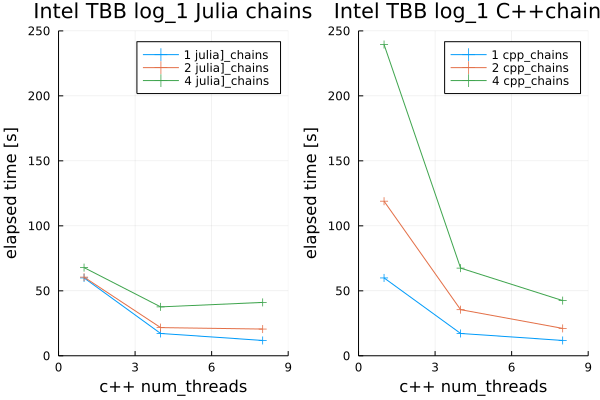 Intel TBB log_1 Julia chains
250
200
150
100
50
0
elapsed time [s]
1 julia]_chains
2 julia]_chains
4 julia]_chains
0 3 6 9
c++ num_threads
Intel TBB log_1 C++chain
250
200
150
100
50
0
elapsed time [s]
1 cpp_chains
2 cpp_chains
4 cpp_chains
0 3 6 9
c++ num_threads